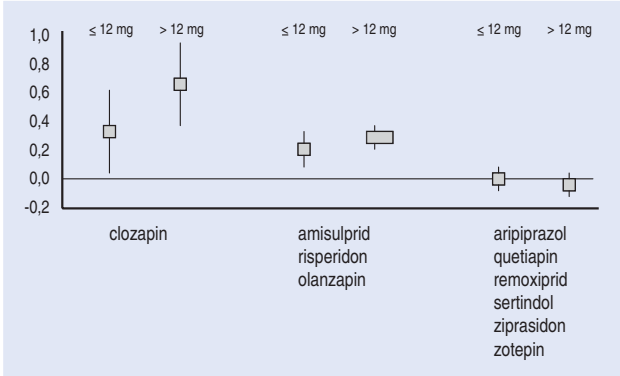 ≤ 12 mg > 12 mg ≤ 12 mg > 12 mg ≤ 12 mg > 12 mg
1,0
0,8
0,6
0,4
0,2
0,0
-0,2
clozapin
amisulprid
risperidon
olanzapin
aripiprazol
quetiapin
remoxiprid
sertindol
ziprasidon
zotepin